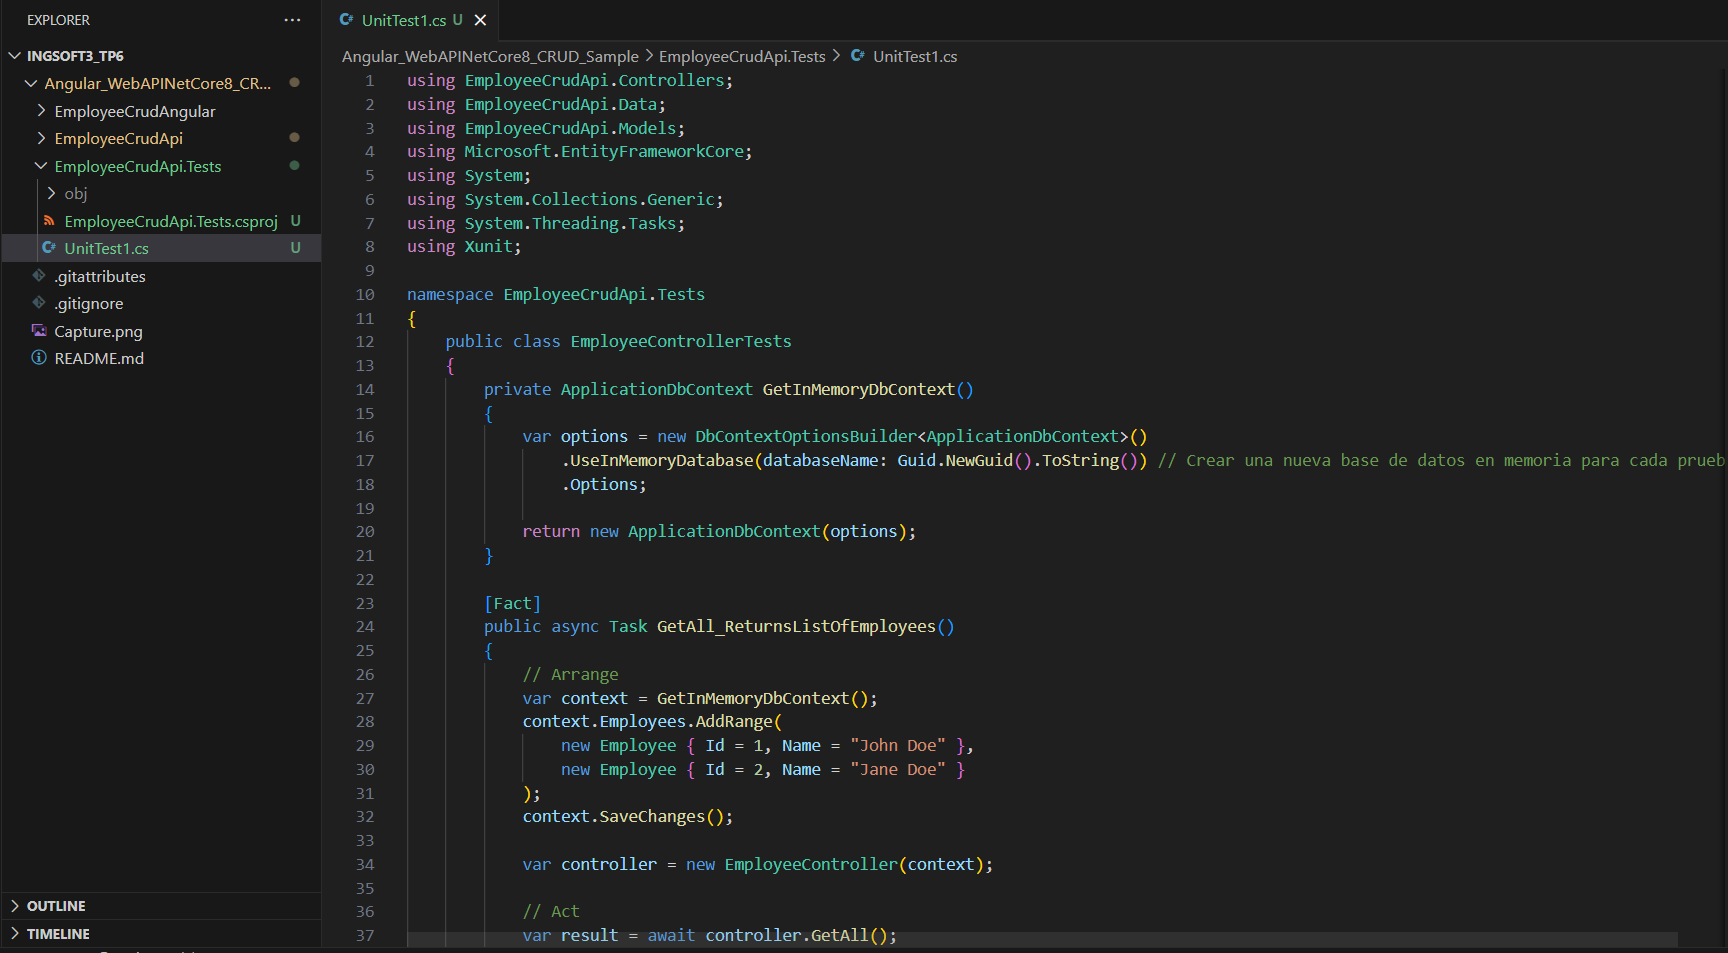 EXPLORER
INGSOFT3_TP6
Angular_WebAPINetCore8_CR...
EmployeeCrudAngular
EmployeeCrudApi
EmployeeCrudApi.Tests
obj
EmployeeCrudApi.Tests.csproj U
UnitTest1.cs U
.gitattributes
.gitignore
Capture.png
README.md
OUTLINE
TIMELINE
UnitTest1.cs U
Angular_WebAPINetCore8_CRUD_Sample > EmployeeCrudApi.Tests > UnitTest1.cs
1 using EmployeeCrudApi.Controllers;
2 using EmployeeCrudApi.Data;
3 using EmployeeCrudApi.Models;
4 using Microsoft.EntityFrameworkCore;
5 using System;
6 using System.Collections.Generic;
7 using System.Threading.Tasks;
8 using Xunit;
9
10 namespace EmployeeCrudApi.Tests
11 {
12 public class EmployeeControllerTests
13 {
14 private ApplicationDbContext GetInMemoryDbContext()
15 {
16 var options = new DbContextOptionsBuilder<ApplicationDbContext>()
17 .UseInMemoryDatabase(databaseName: Guid.NewGuid().ToString()) // Crear una nueva base de datos en memoria para cada prueb
18 .Options;
19
20 return new ApplicationDbContext(options);
21 }
22
23 [Fact]
24 public async Task GetAll_ReturnsListOfEmployees()
25 {
26 // Arrange
27 var context = GetInMemoryDbContext();
28 context.Employees.AddRange(
29 new Employee { Id = 1, Name = "John Doe" },
30 new Employee { Id = 2, Name = "Jane Doe" }
31 );
32 context.SaveChanges();
33
34 var controller = new EmployeeController(context);
35
36 // Act
37 var result = await controller.GetAll();